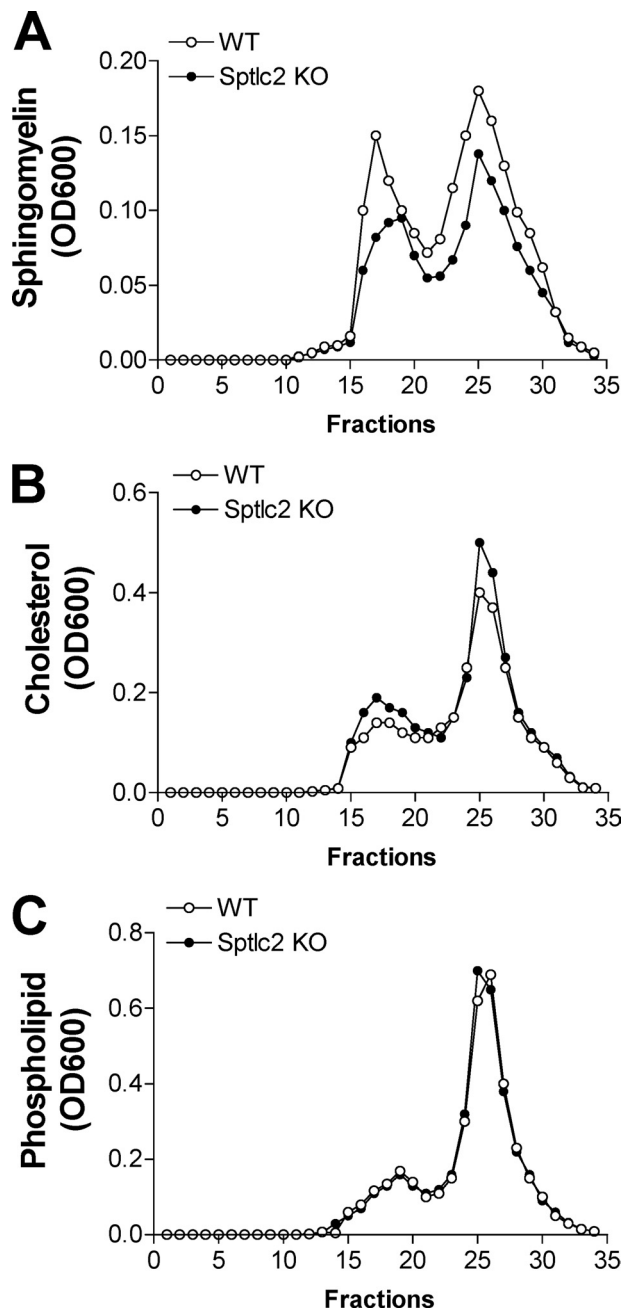 A
WT
Sptlc2 KO
Sphingomyelin
(OD600)
0.20
0.15
0.10
0.05
0.00
0 5 10 15 20 25 30 35
Fractions
B
WT
Sptlc2 KO
Cholesterol
(OD600)
0.6
0.4
0.2
0.0
0 5 10 15 20 25 30 35
Fractions
C
WT
Sptlc2 KO
Phospholipid
(OD600)
0.8
0.6
0.4
0.2
0.0
0 5 10 15 20 25 30 35
Fractions